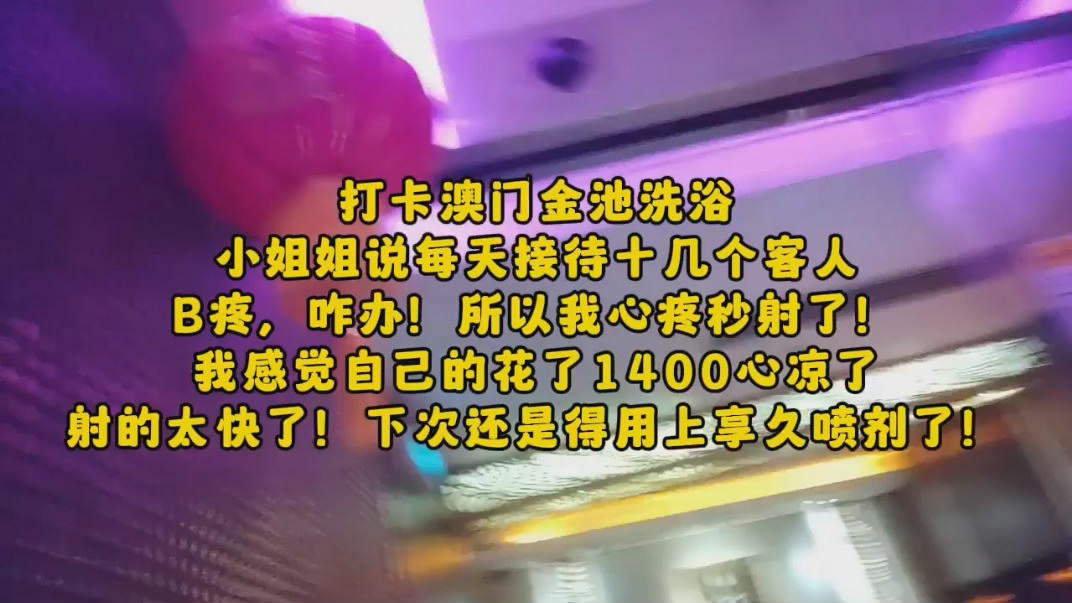 打卡澳门金池洗浴
小姐姐说每天接待十几个客人
B疼，咋办！所以我心疼秒射了！
我感觉自己的花了1400心凉了
射的太快了！下次还是得用上享久喷剂了！